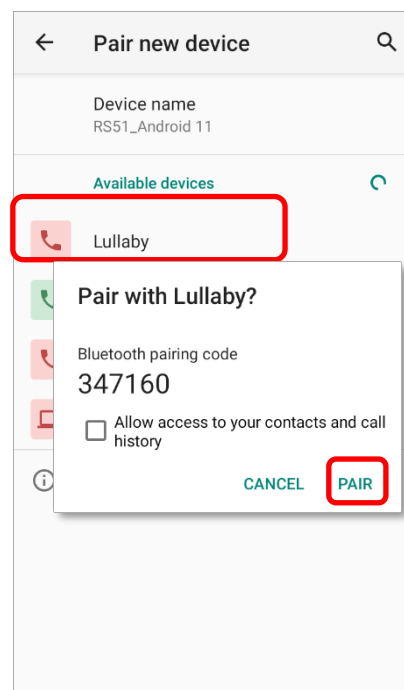 Pair new device
Device name
RS51_Android 11
Available devices
Lullaby
Pair with Lullaby?
Bluetooth pairing code
347160
Allow access to your contacts and call
history
CANCEL PAIR